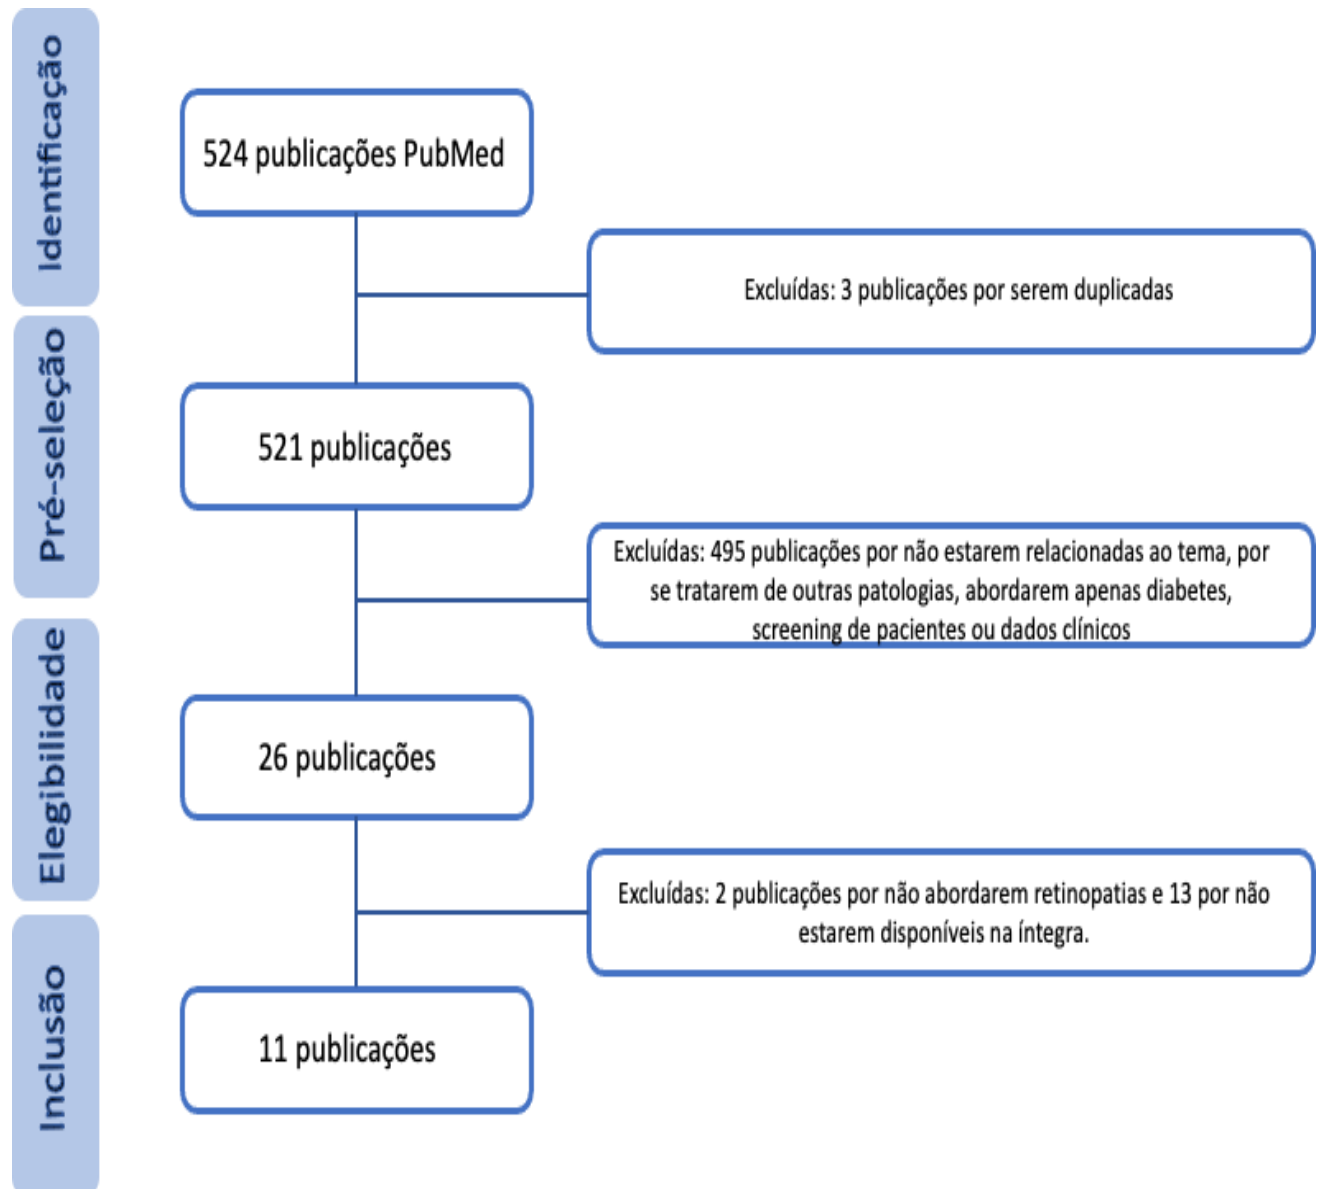 Identificação
524 publicações PubMed
Excluídas: 3 publicações por serem duplicadas
Pré-seleção
521 publicações
Excluídas: 495 publicações por não estarem relacionadas ao tema, por
se tratarem de outras patologias, abordarem apenas diabetes,
screening de pacientes ou dados clínicos
Elegibilidade
26 publicações
Excluídas: 2 publicações por não abordarem retinopatias e 13 por não
estarem disponíveis na íntegra.
Inclusão
11 publicações